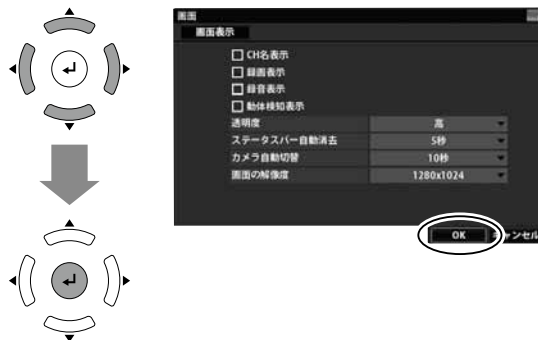 画面
画面表示
CH名表示
録画表示
録音表示
動体検知表示
透明度 高
ステータスバー自動消去 5秒
カメラ自動切替 10秒
画面の解像度 1280x1024
OK キャンセル